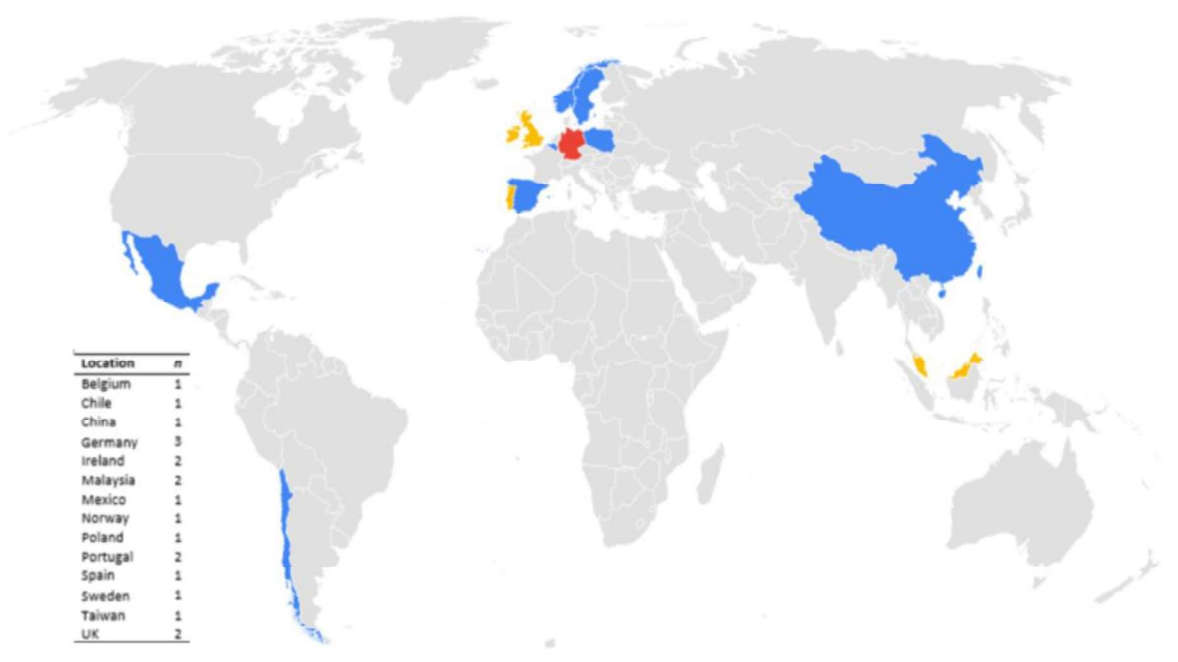 Location n
Belgium 1
Chile 1
China 1
Germany 3
Ireland 2
Malaysia 2
Mexico 1
Norway 1
Poland 1
Portugal 2
Spain 1
Sweden 1
Taiwan 1
UK 2